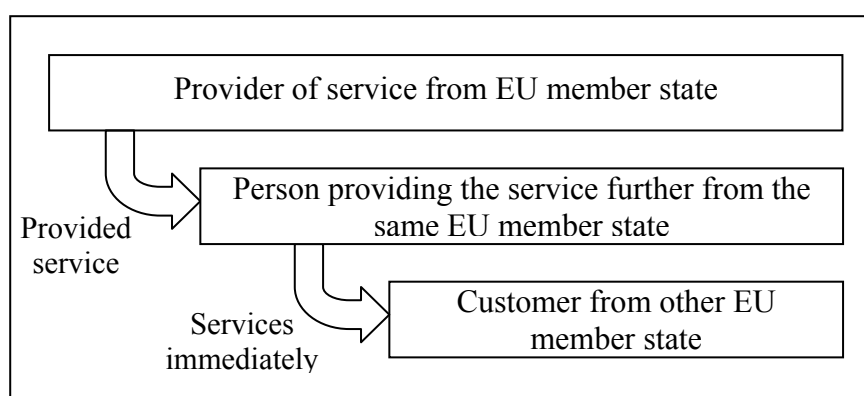 Provider of service from EU member state
Person providing the service further from the
same EU member state
Provided
service
Customer from other EU
member state
Services
immediately